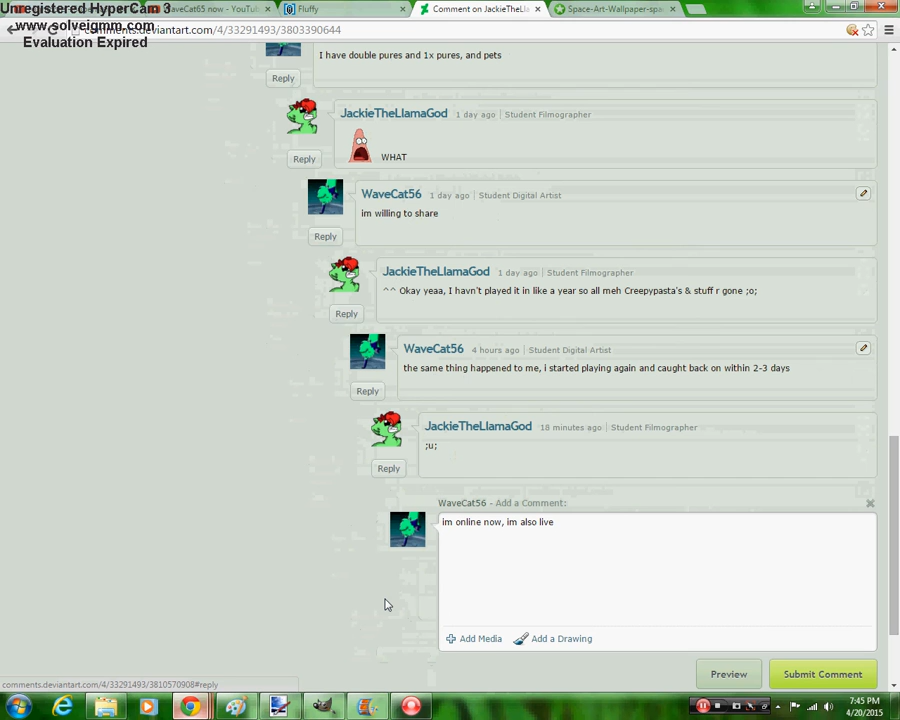 Unregistered HyperCam 3
www.solveigmm.com
Evaluation Expired
WaveCat65 now - YouTub
Fluffy
Comment on JackieTheLla
Space-Art-Wallpaper-spa
comments.deviantart.com/4/33291493/3803390644
I have double pures and 1x pures, and pets
Reply
JackieTheLlamaGod 1 day ago | Student Filmographer
WHAT
Reply
WaveCat56 1 day ago | Student Digital Artist
im willing to share
Reply
JackieTheLlamaGod 1 day ago | Student Filmographer
^^ Okay yeaa, I havn't played it in like a year so all meh Creepypasta's & stuff r gone ;o;
Reply
WaveCat56 4 hours ago | Student Digital Artist
the same thing happened to me, i started playing again and caught back on within 2-3 days
Reply
JackieTheLlamaGod 18 minutes ago | Student Filmographer
;u;
Reply
WaveCat56 - Add a Comment:
im online now, im also live
Add Media Add a Drawing
Preview Submit Comment
comments.deviantart.com/4/33291493/3810570908#reply
7:45 PM
4/20/2015